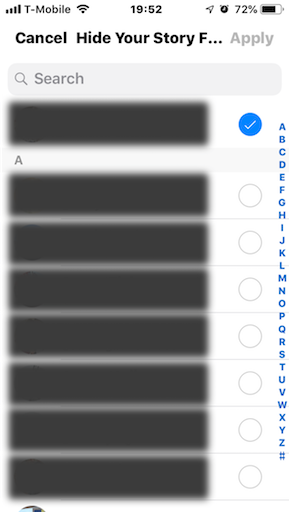 T-Mobile 19:52 72%
Cancel Hide Your Story F... Apply
Search
A
A
B
C
D
E
F
G
H
I
J
K
L
M
N
O
P
Q
R
S
T
U
V
W
X
Y
Z
#